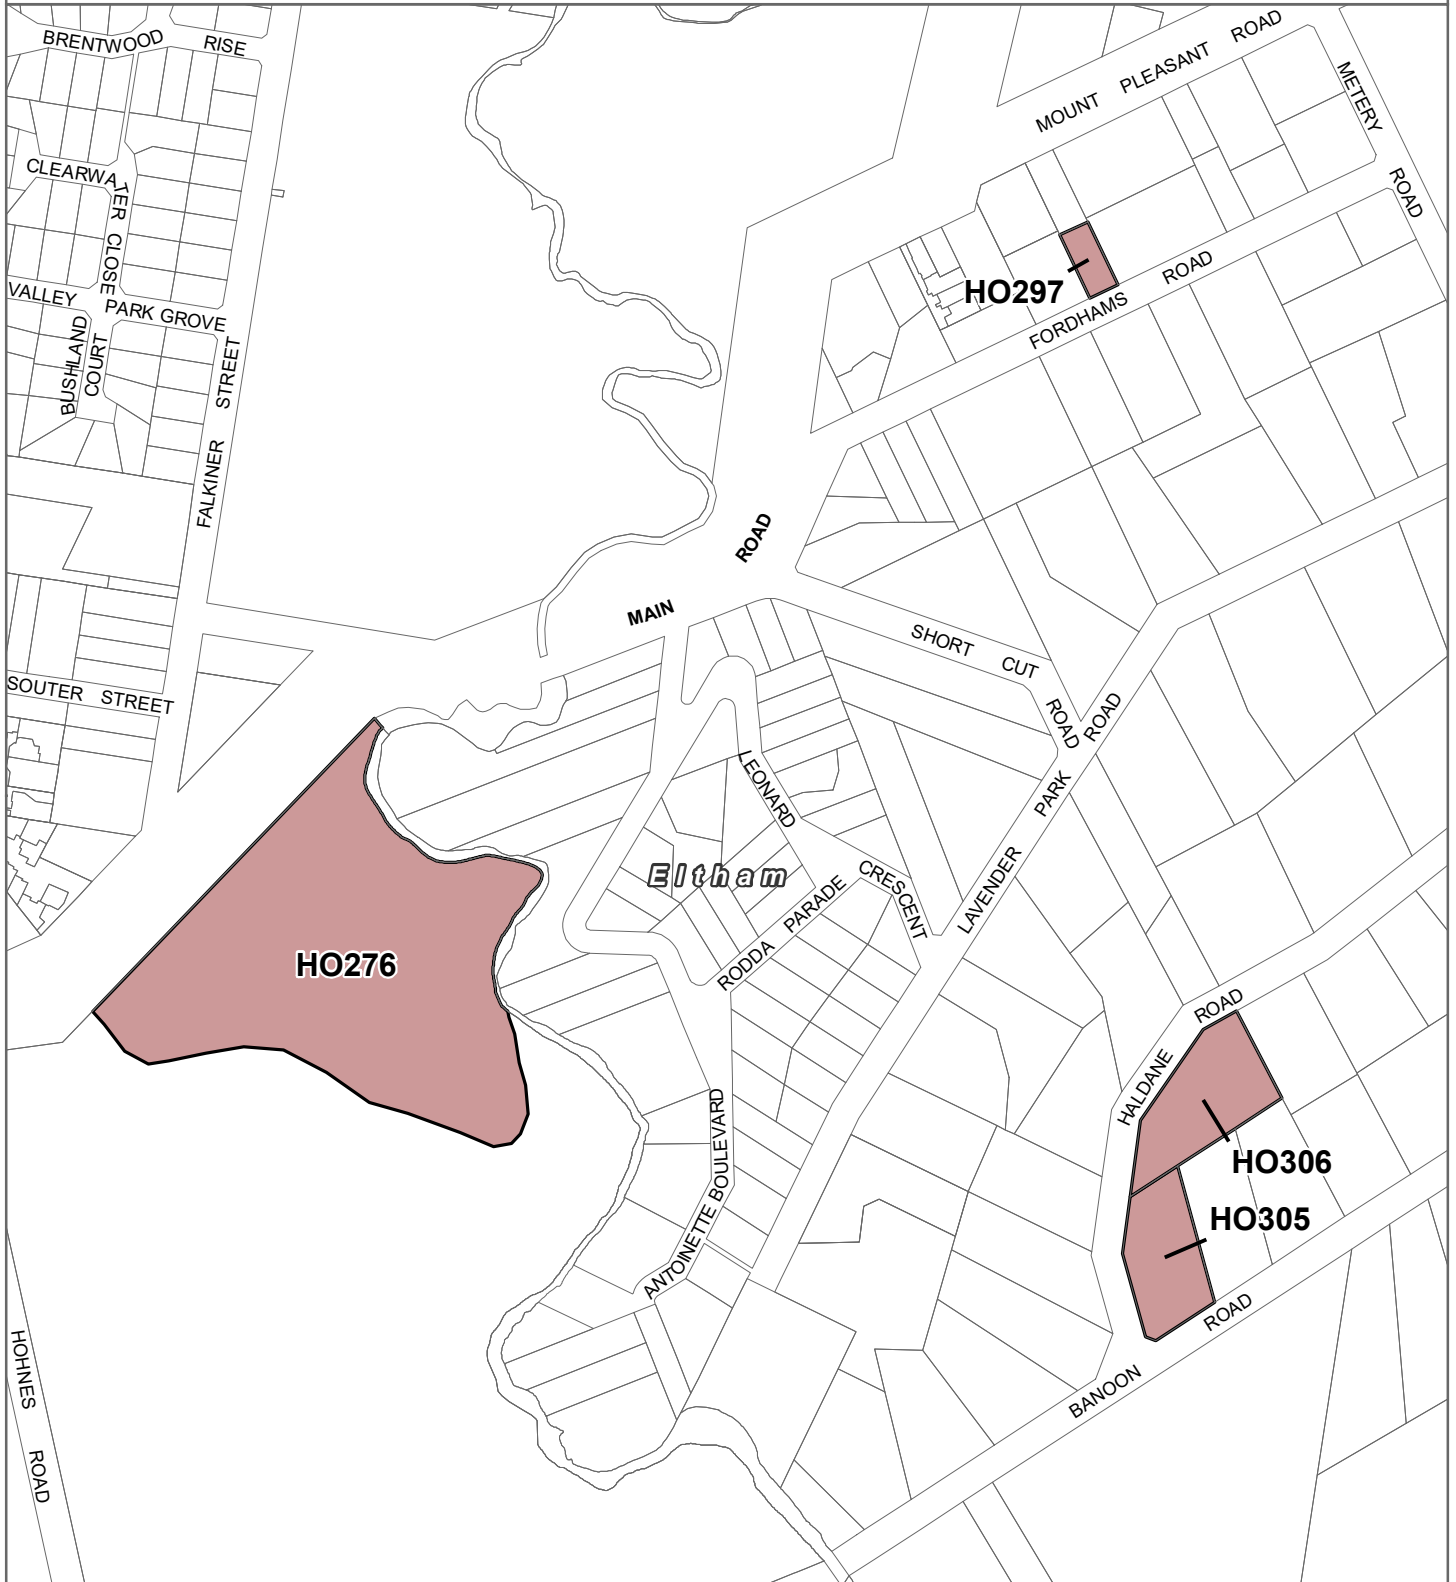 BRENTWOOD RISE
MOUNT PLEASANT ROAD
METERY ROAD
CLEARWATER CLOSE
VALLEY PARK GROVE
BUSHLAND COURT
FALKINER STREET
HO297
FORDHAMS ROAD
MAIN ROAD
SHORT CUT ROAD
SOUTER STREET
LEONARD CRESCENT
LAVENDER PARK ROAD
Eltham
RODDA PARADE
HO276
HALDANE ROAD
ANTOINETTE BOULEVARD
HO306
HO305
BANOON ROAD
HOHNES ROAD